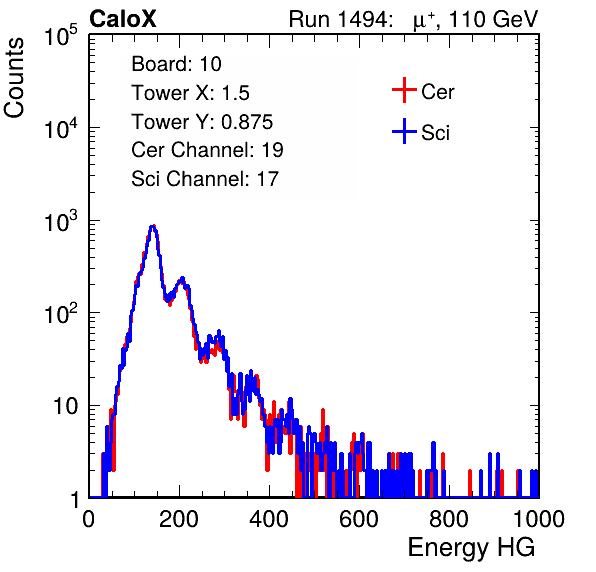 CaloX Run 1494: μ⁺, 110 GeV
Counts
10⁵
10⁴
10³
10²
10
1
Board: 10
Tower X: 1.5
Tower Y: 0.875
Cer Channel: 19
Sci Channel: 17
Cer
Sci
0 200 400 600 800 1000
Energy HG